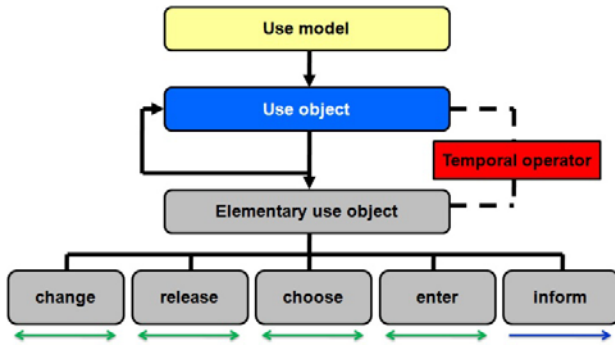 Use model
Use object
Temporal operator
Elementary use object
change
release
choose
enter
inform